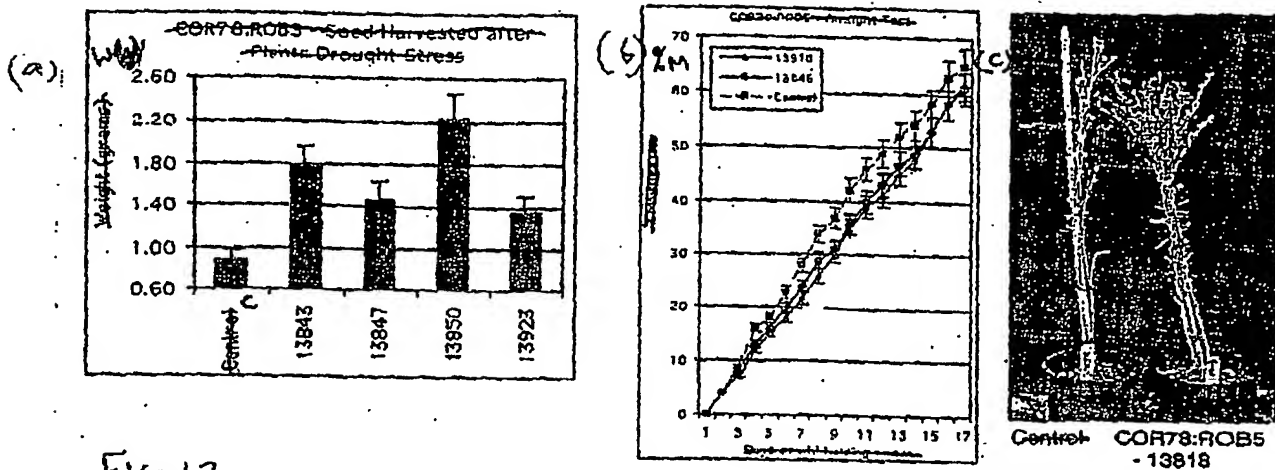 (a)
COR78:ROB5 - Seed Harvested after
Plants Drought Stress
W(g)
Weight (grams)
2.60
2.20
1.80
1.40
1.00
0.60
Control
C
13843
13847
13950
13923
(b)
%M
70
60
50
40
30
20
10
0
Control
1 3 5 7 9 11 13 15 17
(c)
Control
COR78:ROB5
- 13818